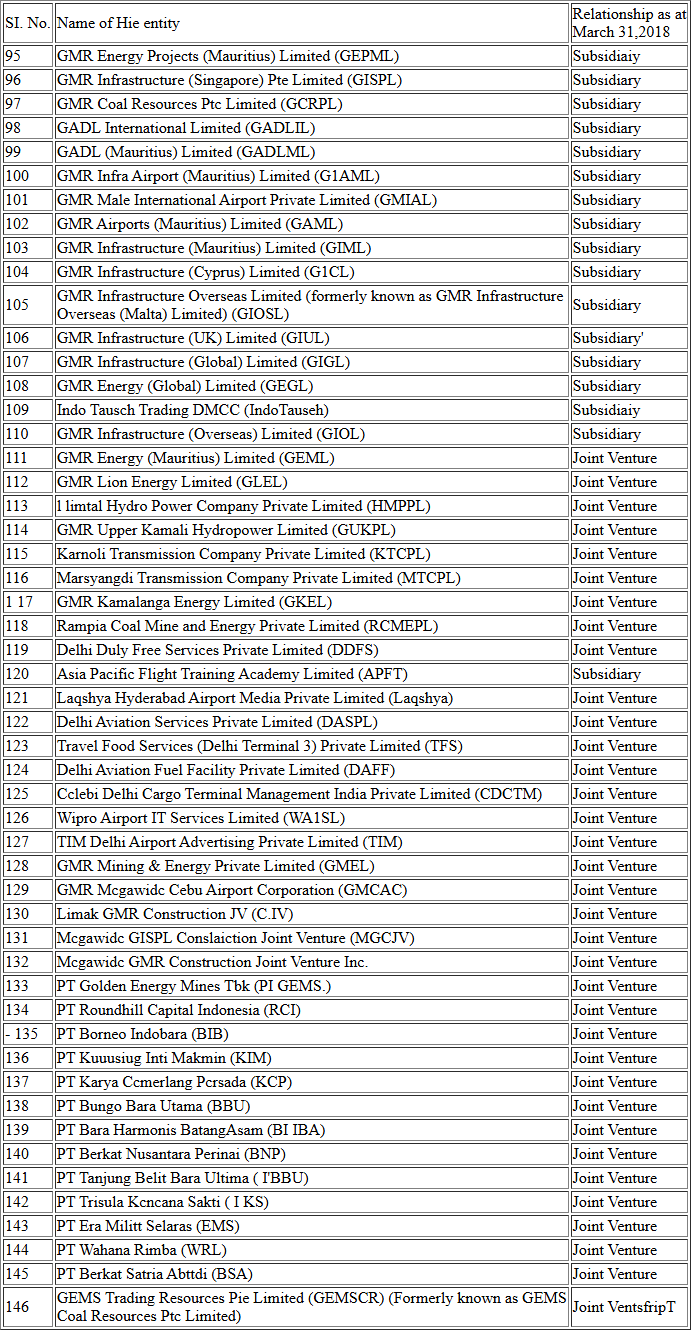 SI. No. Name of Hie entity Relationship as at
March 31,2018
95 GMR Energy Projects (Mauritius) Limited (GEPML) Subsidiaiy
96 GMR Infrastructure (Singapore) Pte Limited (GISPL) Subsidiary
97 GMR Coal Resources Ptc Limited (GCRPL) Subsidiary
98 GADL International Limited (GADLIL) Subsidiary
99 GADL (Mauritius) Limited (GADLML) Subsidiary
100 GMR Infra Airport (Mauritius) Limited (G1AML) Subsidiary
101 GMR Male International Airport Private Limited (GMIAL) Subsidiary
102 GMR Airports (Mauritius) Limited (GAML) Subsidiary
103 GMR Infrastructure (Mauritius) Limited (GIML) Subsidiary
104 GMR Infrastructure (Cyprus) Limited (G1CL) Subsidiary
105 GMR Infrastructure Overseas Limited (formerly known as GMR Infrastructure
Overseas (Malta) Limited) (GIOSL) Subsidiary
106 GMR Infrastructure (UK) Limited (GIUL) Subsidiary'
107 GMR Infrastructure (Global) Limited (GIGL) Subsidiary
108 GMR Energy (Global) Limited (GEGL) Subsidiary
109 Indo Tausch Trading DMCC (IndoTauseh) Subsidiaiy
110 GMR Infrastructure (Overseas) Limited (GIOL) Subsidiary
111 GMR Energy (Mauritius) Limited (GEML) Joint Venture
112 GMR Lion Energy Limited (GLEL) Joint Venture
113 l limtal Hydro Power Company Private Limited (HMPPL) Joint Venture
114 GMR Upper Kamali Hydropower Limited (GUKPL) Joint Venture
115 Karnoli Transmission Company Private Limited (KTCPL) Joint Venture
116 Marsyangdi Transmission Company Private Limited (MTCPL) Joint Venture
1 17 GMR Kamalanga Energy Limited (GKEL) Joint Venture
118 Rampia Coal Mine and Energy Private Limited (RCMEPL) Joint Venture
119 Delhi Duly Free Services Private Limited (DDFS) Joint Venture
120 Asia Pacific Flight Training Academy Limited (APFT) Subsidiary
121 Laqshya Hyderabad Airport Media Private Limited (Laqshya) Joint Venture
122 Delhi Aviation Services Private Limited (DASPL) Joint Venture
123 Travel Food Services (Delhi Terminal 3) Private Limited (TFS) Joint Venture
124 Delhi Aviation Fuel Facility Private Limited (DAFF) Joint Venture
125 Cclebi Delhi Cargo Terminal Management India Private Limited (CDCTM) Joint Venture
126 Wipro Airport IT Services Limited (WA1SL) Joint Venture
127 TIM Delhi Airport Advertising Private Limited (TIM) Joint Venture
128 GMR Mining & Energy Private Limited (GMEL) Joint Venture
129 GMR Mcgawidc Cebu Airport Corporation (GMCAC) Joint Venture
130 Limak GMR Construction JV (C.IV) Joint Venture
131 Mcgawidc GISPL Conslaiction Joint Venture (MGCJV) Joint Venture
132 Mcgawidc GMR Construction Joint Venture Inc. Joint Venture
133 PT Golden Energy Mines Tbk (PI GEMS.) Joint Venture
134 PT Roundhill Capital Indonesia (RCI) Joint Venture
- 135 PT Borneo Indobara (BIB) Joint Venture
136 PT Kuuusiug Inti Makmin (KIM) Joint Venture
137 PT Karya Ccmerlang Pcrsada (KCP) Joint Venture
138 PT Bungo Bara Utama (BBU) Joint Venture
139 PT Bara Harmonis BatangAsam (BI IBA) Joint Venture
140 PT Berkat Nusantara Perinai (BNP) Joint Venture
141 PT Tanjung Belit Bara Ultima ( I'BBU) Joint Venture
142 PT Trisula Kcncana Sakti ( I KS) Joint Venture
143 PT Era Militt Selaras (EMS) Joint Venture
144 PT Wahana Rimba (WRL) Joint Venture
145 PT Berkat Satria Abttdi (BSA) Joint Venture
146 GEMS Trading Resources Pie Limited (GEMSCR) (Formerly known as GEMS
Coal Resources Ptc Limited) Joint VentsfripT